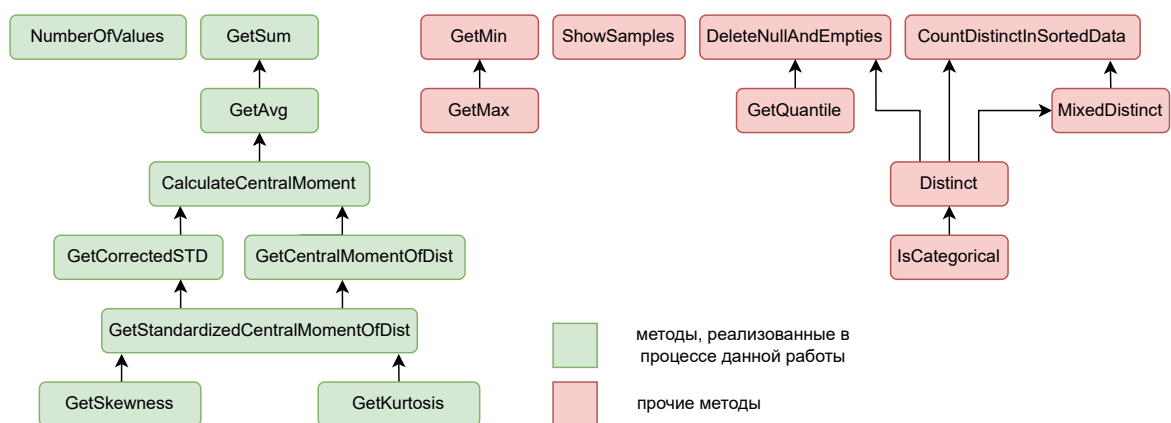 NumberOfValues
GetSum
GetMin
ShowSamples
DeleteNullAndEmpties
CountDistinctInSortedData
GetAvg
GetMax
GetQuantile
MixedDistinct
CalculateCentralMoment
Distinct
GetCorrectedSTD
GetCentralMomentOfDist
IsCategorical
GetStandardizedCentralMomentOfDist
методы, реализованные в
процессе данной работы
GetSkewness
GetKurtosis
прочие методы